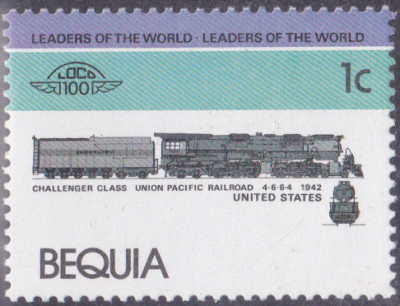 LEADERS OF THE WORLD · LEADERS OF THE WORLD
LOCO
100
1c
CHALLENGER CLASS UNION PACIFIC RAILROAD 4·6·6·4 1942
UNITED STATES
BEQUIA